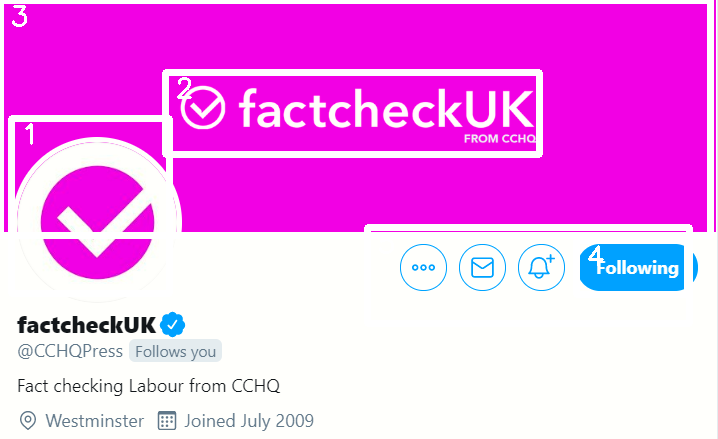 3
2
factcheckUK
FROM CCHQ
1
4
Following
factcheckUK
@CCHQPress Follows you
Fact checking Labour from CCHQ
Westminster Joined July 2009